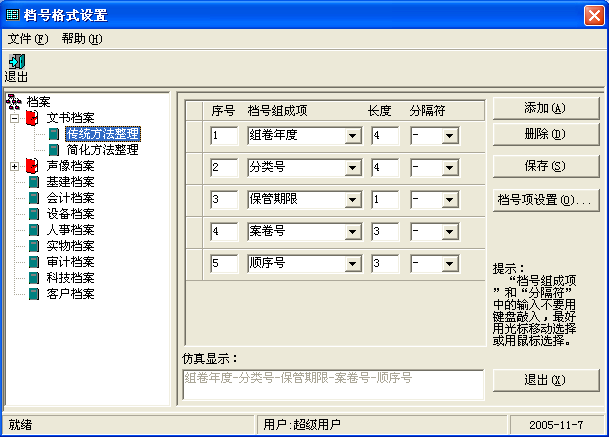 档号格式设置
文件(F) 帮助(H)
退出
档案
文书档案
传统方法整理
简化方法整理
声像档案
基建档案
会计档案
设备档案
人事档案
实物档案
审计档案
科技档案
客户档案
序号 档号组成项 长度 分隔符
1 组卷年度 4 -
2 分类号 4 -
3 保管期限 1 -
4 案卷号 3 -
5 顺序号 3 -
仿真显示：
组卷年度-分类号-保管期限-案卷号-顺序号
添加(A)
删除(D)
保存(S)
档号项设置(O)...
提示：
“档号组成项
”和“分隔符”
中的输入不要用
键盘敲入，最好
用光标移动选择
或用鼠标选择。
退出(X)
就绪 用户:超级用户 2005-11-7